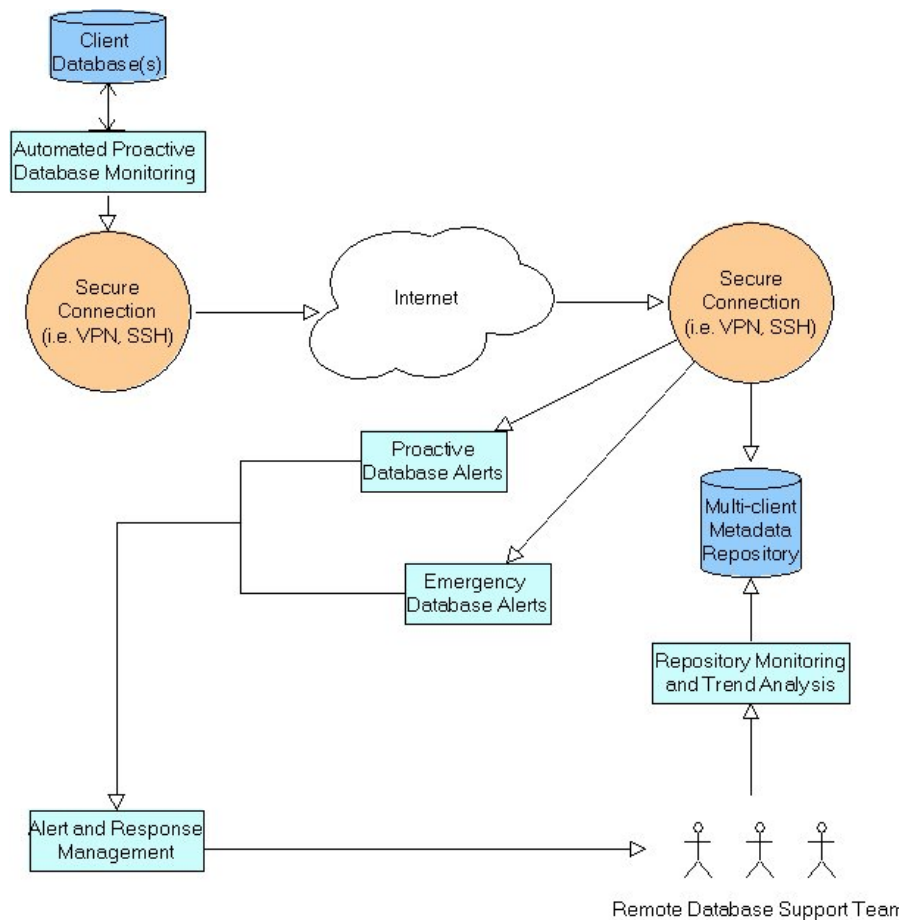 Client
Database(s)
Automated Proactive
Database Monitoring
Secure
Connection
(i.e. VPN, SSH)
Internet
Secure
Connection
(i.e. VPN, SSH)
Proactive
Database Alerts
Multi-client
Metadata
Repository
Emergency
Database Alerts
Repository Monitoring
and Trend Analysis
Alert and Response
Management
Remote Database Support Team